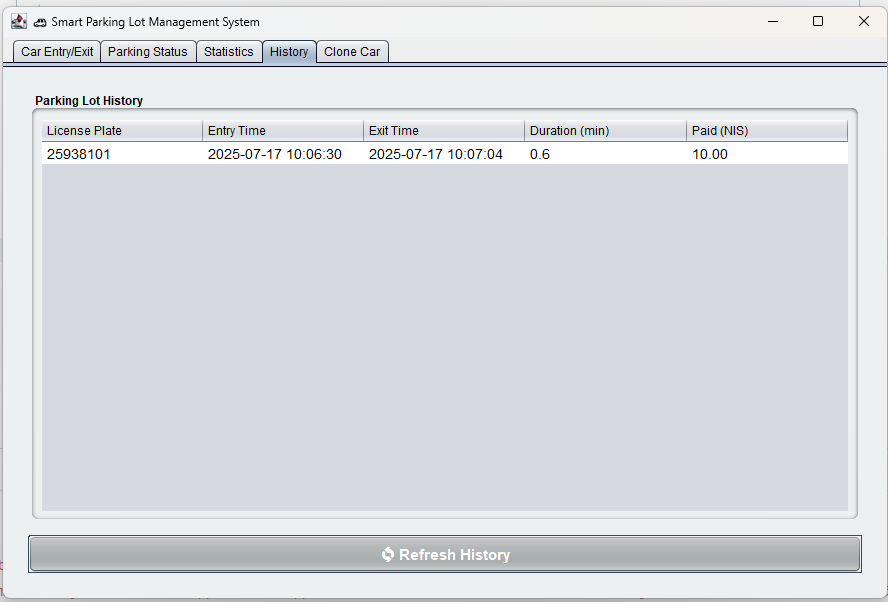 Smart Parking Lot Management System
Car Entry/Exit Parking Status Statistics History Clone Car
Parking Lot History
License Plate Entry Time Exit Time Duration (min) Paid (NIS)
25938101 2025-07-17 10:06:30 2025-07-17 10:07:04 0.6 10.00
Refresh History